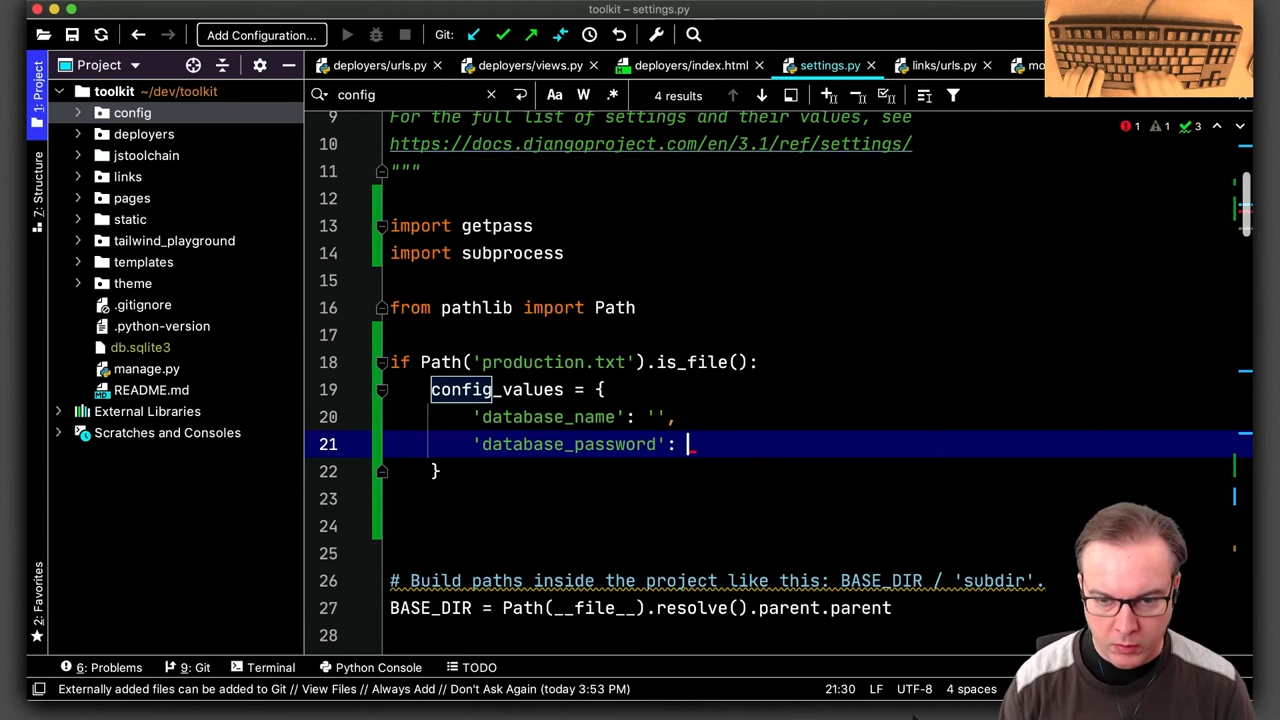 toolkit – settings.py
Add Configuration...
Git:
Project
deployers/urls.py
deployers/views.py
deployers/index.html
settings.py
links/urls.py
config
Aa
W
.*
4 results
1: Project
Z: Structure
2: Favorites
toolkit ~/dev/toolkit
config
deployers
jstoolchain
links
pages
static
tailwind_playground
templates
theme
.gitignore
.python-version
db.sqlite3
manage.py
README.md
External Libraries
Scratches and Consoles
1 1 3
9 For the full list of settings and their values, see
10 https://docs.djangoproject.com/en/3.1/ref/settings/
11 """
12
13 import getpass
14 import subprocess
15
16 from pathlib import Path
17
18 if Path('production.txt').is_file():
19 config_values = {
20 'database_name': '',
21 'database_password':
22 }
23
24
25
26 # Build paths inside the project like this: BASE_DIR / 'subdir'.
27 BASE_DIR = Path(__file__).resolve().parent.parent
28
6: Problems
9: Git
Terminal
Python Console
TODO
Externally added files can be added to Git // View Files // Always Add // Don't Ask Again (today 3:53 PM)
21:30 LF UTF-8 4 spaces